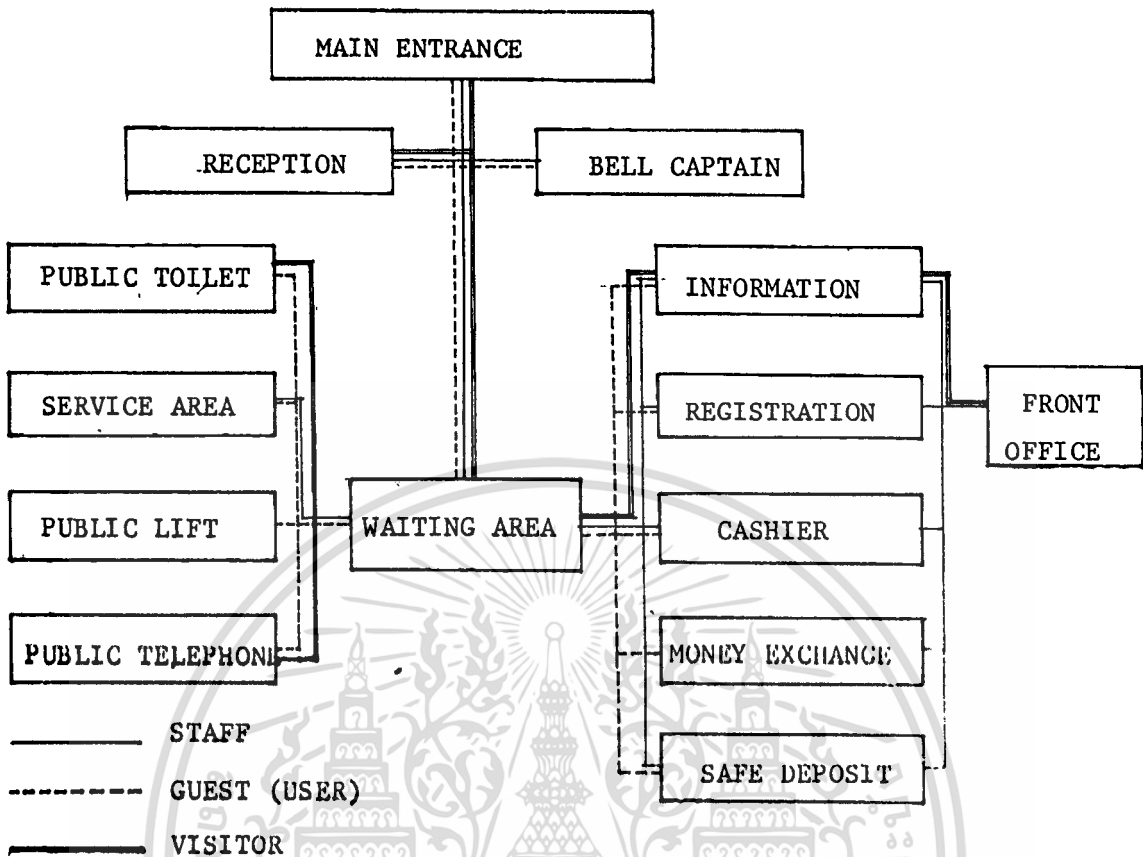 MAIN ENTRANCE
RECEPTION
BELL CAPTAIN
PUBLIC TOILET
INFORMATION
SERVICE AREA
REGISTRATION
FRONT
OFFICE
PUBLIC LIFT
WAITING AREA
CASHIER
PUBLIC TELEPHONE
MONEY EXCHANGE
SAFE DEPOSIT
STAFF
GUEST (USER)
VISITOR